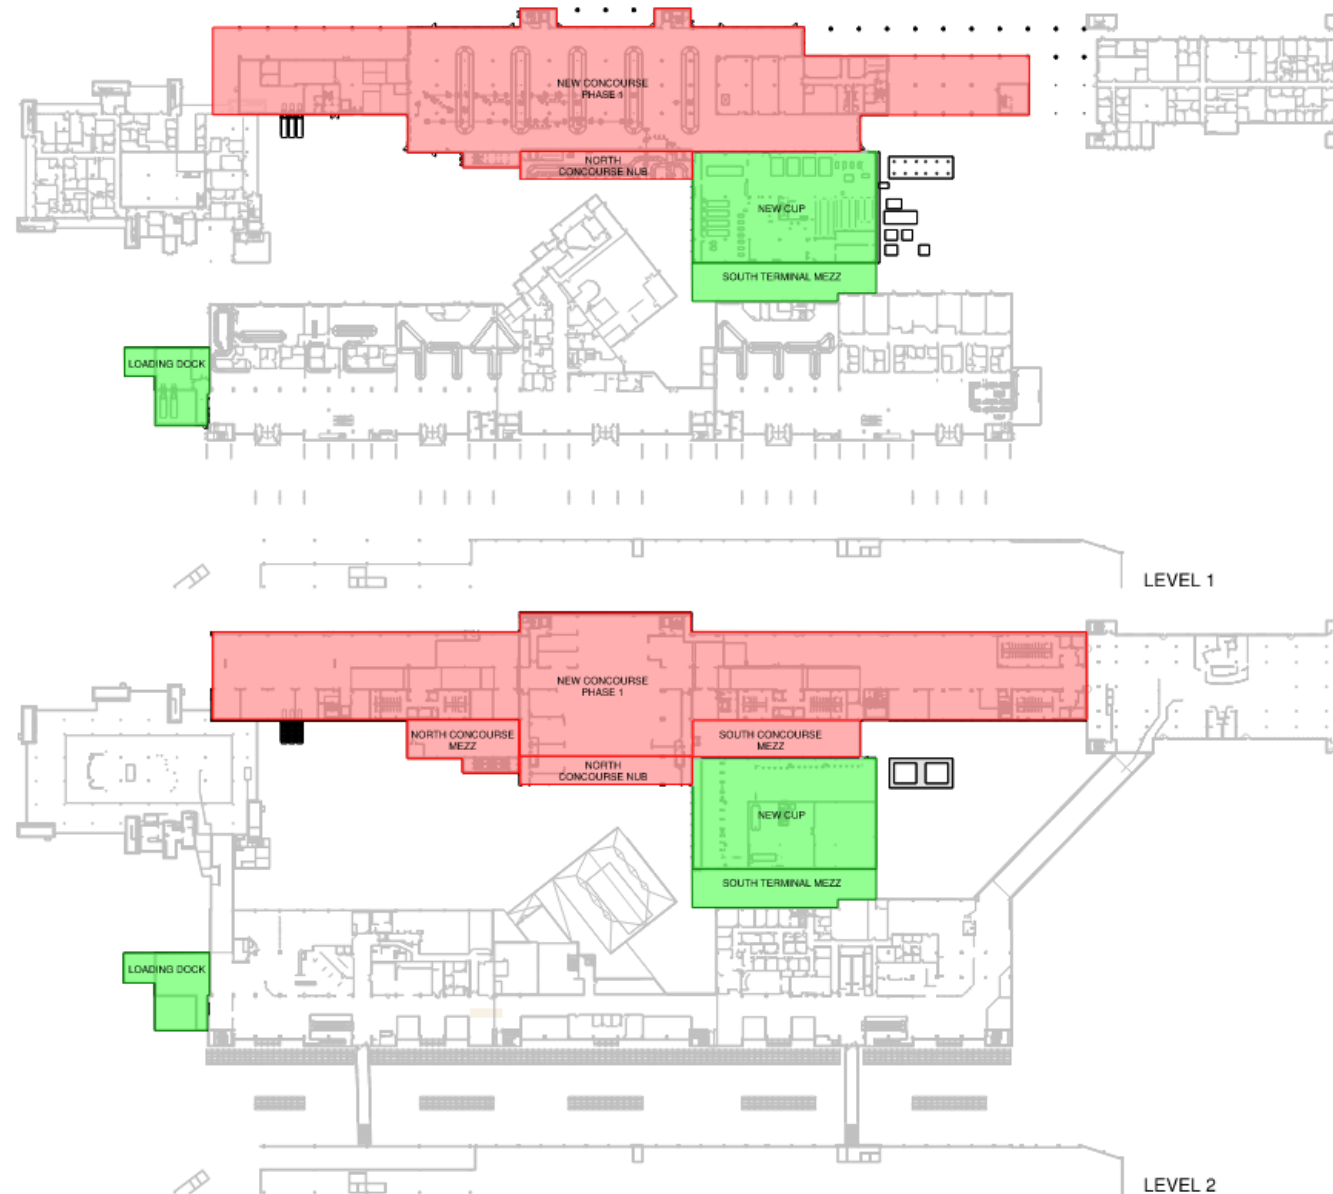 NEW CONCOURSE
PHASE 1
NORTH
CONCOURSE NUB
NEW CUP
SOUTH TERMINAL MEZZ
LOADING DOCK
LEVEL 1
NEW CONCOURSE
PHASE 1
NORTH CONCOURSE
MEZZ
SOUTH CONCOURSE
MEZZ
NORTH
CONCOURSE NUB
NEW CUP
SOUTH TERMINAL MEZZ
LOADING DOCK
LEVEL 2